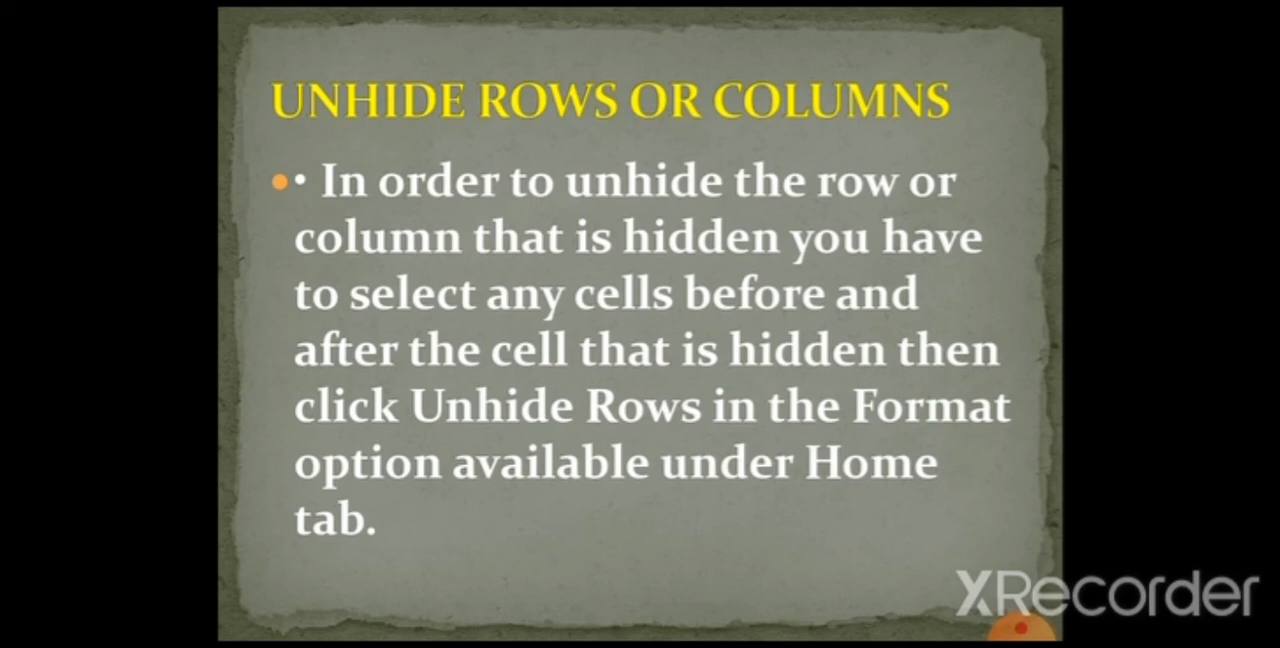 UNHIDE ROWS OR COLUMNS
• • In order to unhide the row or
column that is hidden you have
to select any cells before and
after the cell that is hidden then
click Unhide Rows in the Format
option available under Home
tab.
XRecorder